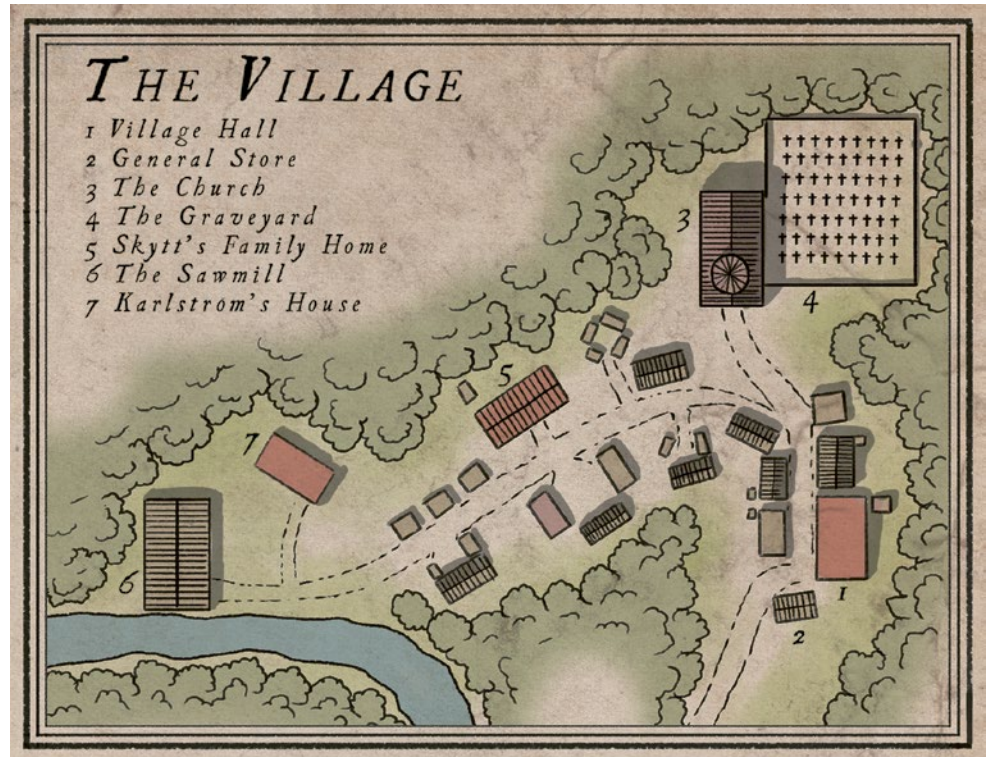 The Village
1 Village Hall
2 General Store
3 The Church
4 The Graveyard
5 Skytt's Family Home
6 The Sawmill
7 Karlstrom's House
3
4
5
7
6
1
2